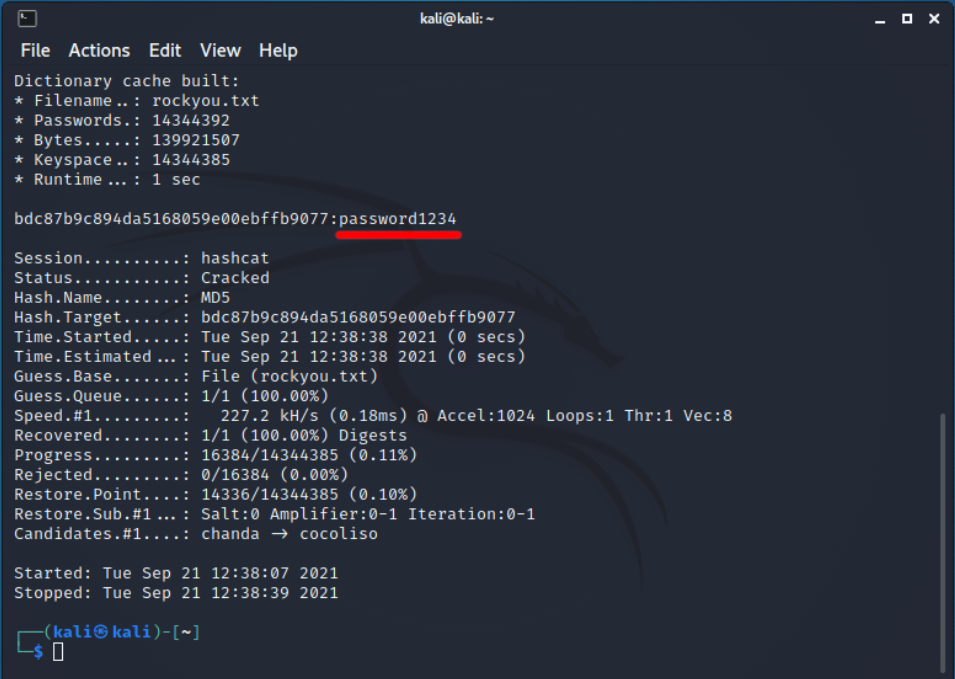 kali@kali: ~
File Actions Edit View Help
Dictionary cache built:
* Filename..: rockyou.txt
* Passwords.: 14344392
* Bytes.....: 139921507
* Keyspace..: 14344385
* Runtime...: 1 sec
bdc87b9c894da5168059e00ebffb9077:password1234
Session..........: hashcat
Status...........: Cracked
Hash.Name........: MD5
Hash.Target......: bdc87b9c894da5168059e00ebffb9077
Time.Started.....: Tue Sep 21 12:38:38 2021 (0 secs)
Time.Estimated...: Tue Sep 21 12:38:38 2021 (0 secs)
Guess.Base.......: File (rockyou.txt)
Guess.Queue......: 1/1 (100.00%)
Speed.#1.........:   227.2 kH/s (0.18ms) @ Accel:1024 Loops:1 Thr:1 Vec:8
Recovered........: 1/1 (100.00%) Digests
Progress.........: 16384/14344385 (0.11%)
Rejected.........: 0/16384 (0.00%)
Restore.Point....: 14336/14344385 (0.10%)
Restore.Sub.#1...: Salt:0 Amplifier:0-1 Iteration:0-1
Candidates.#1....: chanda → cocoliso
Started: Tue Sep 21 12:38:07 2021
Stopped: Tue Sep 21 12:38:39 2021
┌──(kali㉿kali)-[~]
└─$